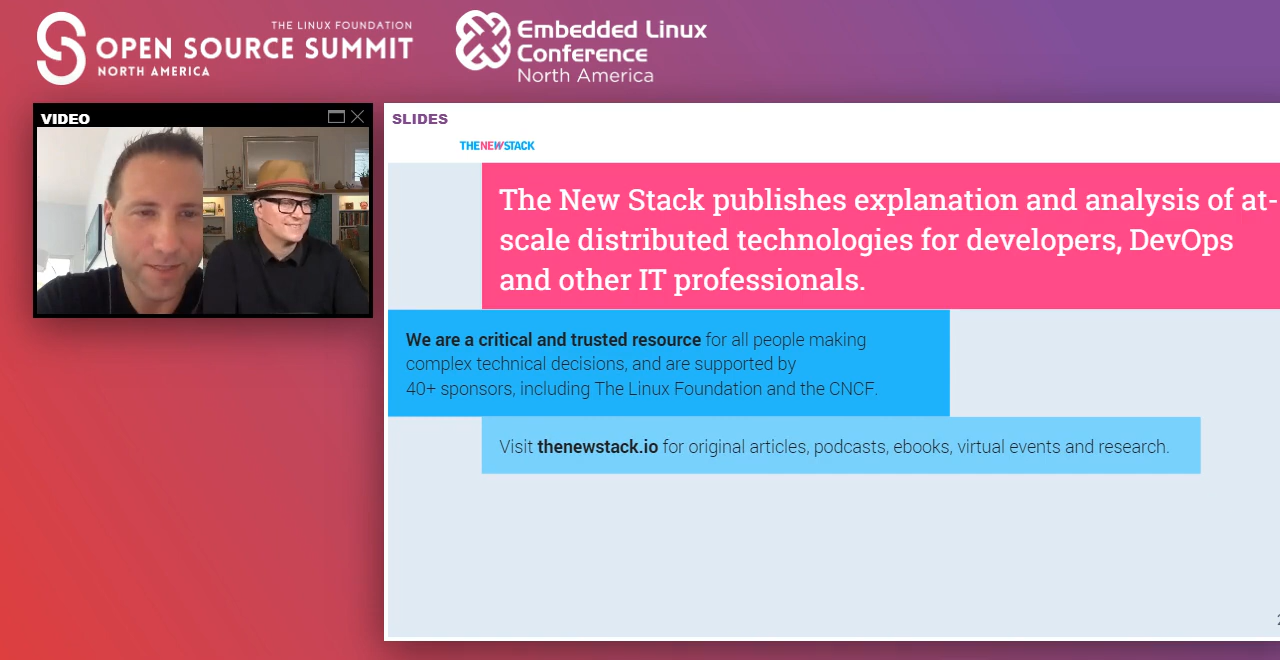 THE LINUX FOUNDATION
OPEN SOURCE SUMMIT
NORTH AMERICA
Embedded Linux
Conference
North America
VIDEO
SLIDES
THENEWSTACK
The New Stack publishes explanation and analysis of at-
scale distributed technologies for developers, DevOps
and other IT professionals.
We are a critical and trusted resource for all people making
complex technical decisions, and are supported by
40+ sponsors, including The Linux Foundation and the CNCF.
Visit thenewstack.io for original articles, podcasts, ebooks, virtual events and research.